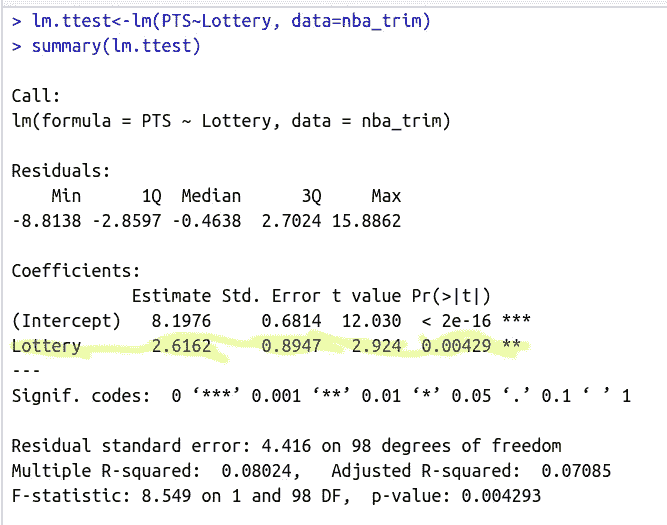 > lm.ttest<-lm(PTS~Lottery, data=nba_trim)
> summary(lm.ttest)
Call:
lm(formula = PTS ~ Lottery, data = nba_trim)
Residuals:
    Min      1Q  Median      3Q     Max
-8.8138 -2.8597 -0.4638  2.7024 15.8862
Coefficients:
            Estimate Std. Error t value Pr(>|t|)
(Intercept)   8.1976     0.6814  12.030  < 2e-16 ***
Lottery       2.6162     0.8947   2.924  0.00429 **
---
Signif. codes:  0 ‘***’ 0.001 ‘**’ 0.01 ‘*’ 0.05 ‘.’ 0.1 ‘ ’ 1
Residual standard error: 4.416 on 98 degrees of freedom
Multiple R-squared:  0.08024,   Adjusted R-squared:  0.07085
F-statistic: 8.549 on 1 and 98 DF,  p-value: 0.004293